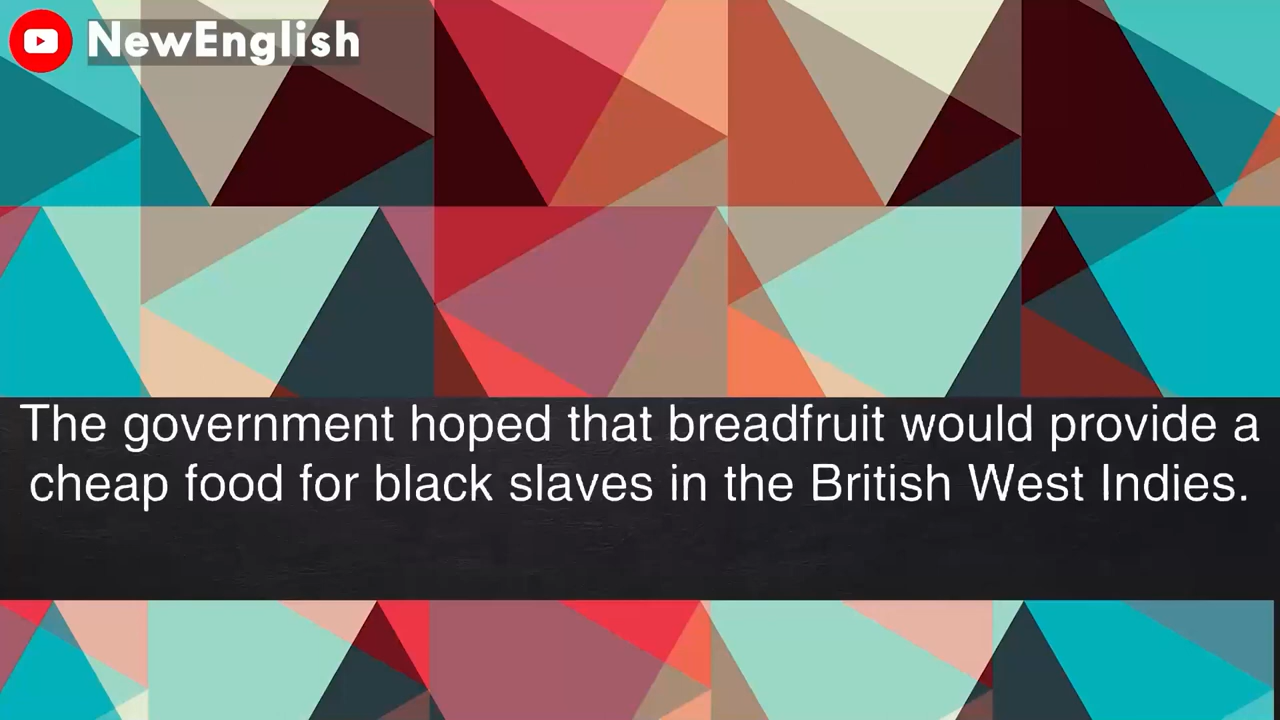 NewEnglish
The government hoped that breadfruit would provide a
cheap food for black slaves in the British West Indies.